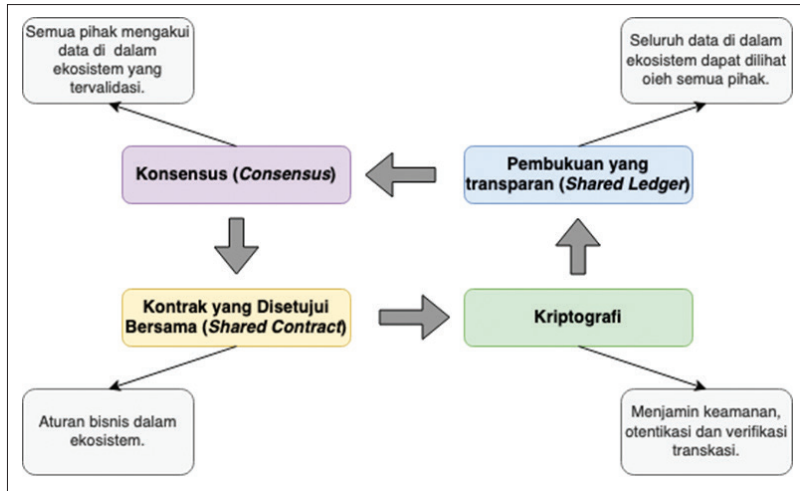 Semua pihak mengakui
data di dalam
ekosistem yang
tervalidasi.
Seluruh data di dalam
ekosistem dapat dilihat
oieh semua pihak.
Konsensus (Consensus)
Pembukuan yang
transparan (Shared Ledger)
Kontrak yang Disetujui
Bersama (Shared Contract)
Kriptografi
Aturan bisnis dalam
ekosistem.
Menjamin keamanan,
otentikasi dan verifikasi
transkasi.